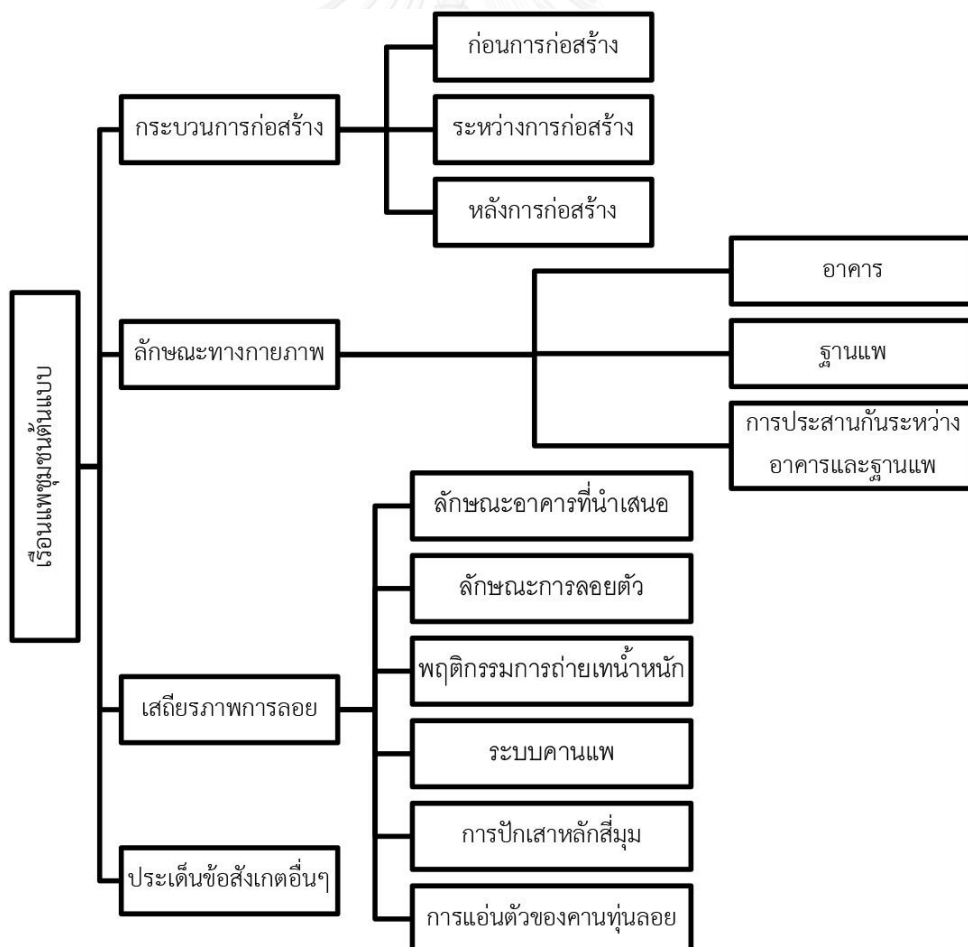 เรือนแพชุมชนต้นแบบ
กระบวนการก่อสร้าง
ก่อนการก่อสร้าง
ระหว่างการก่อสร้าง
หลังการก่อสร้าง
ลักษณะทางกายภาพ
อาคาร
ฐานแพ
การประสานกันระหว่าง
อาคารและฐานแพ
เสถียรภาพการลอย
ลักษณะอาคารที่นำเสนอ
ลักษณะการลอยตัว
พฤติกรรมการถ่ายเทน้ำหนัก
ระบบคานแพ
การปักเสาหลักสี่มุม
การแอ่นตัวของคานทุ่นลอย
ประเด็นข้อสังเกตอื่นๆ